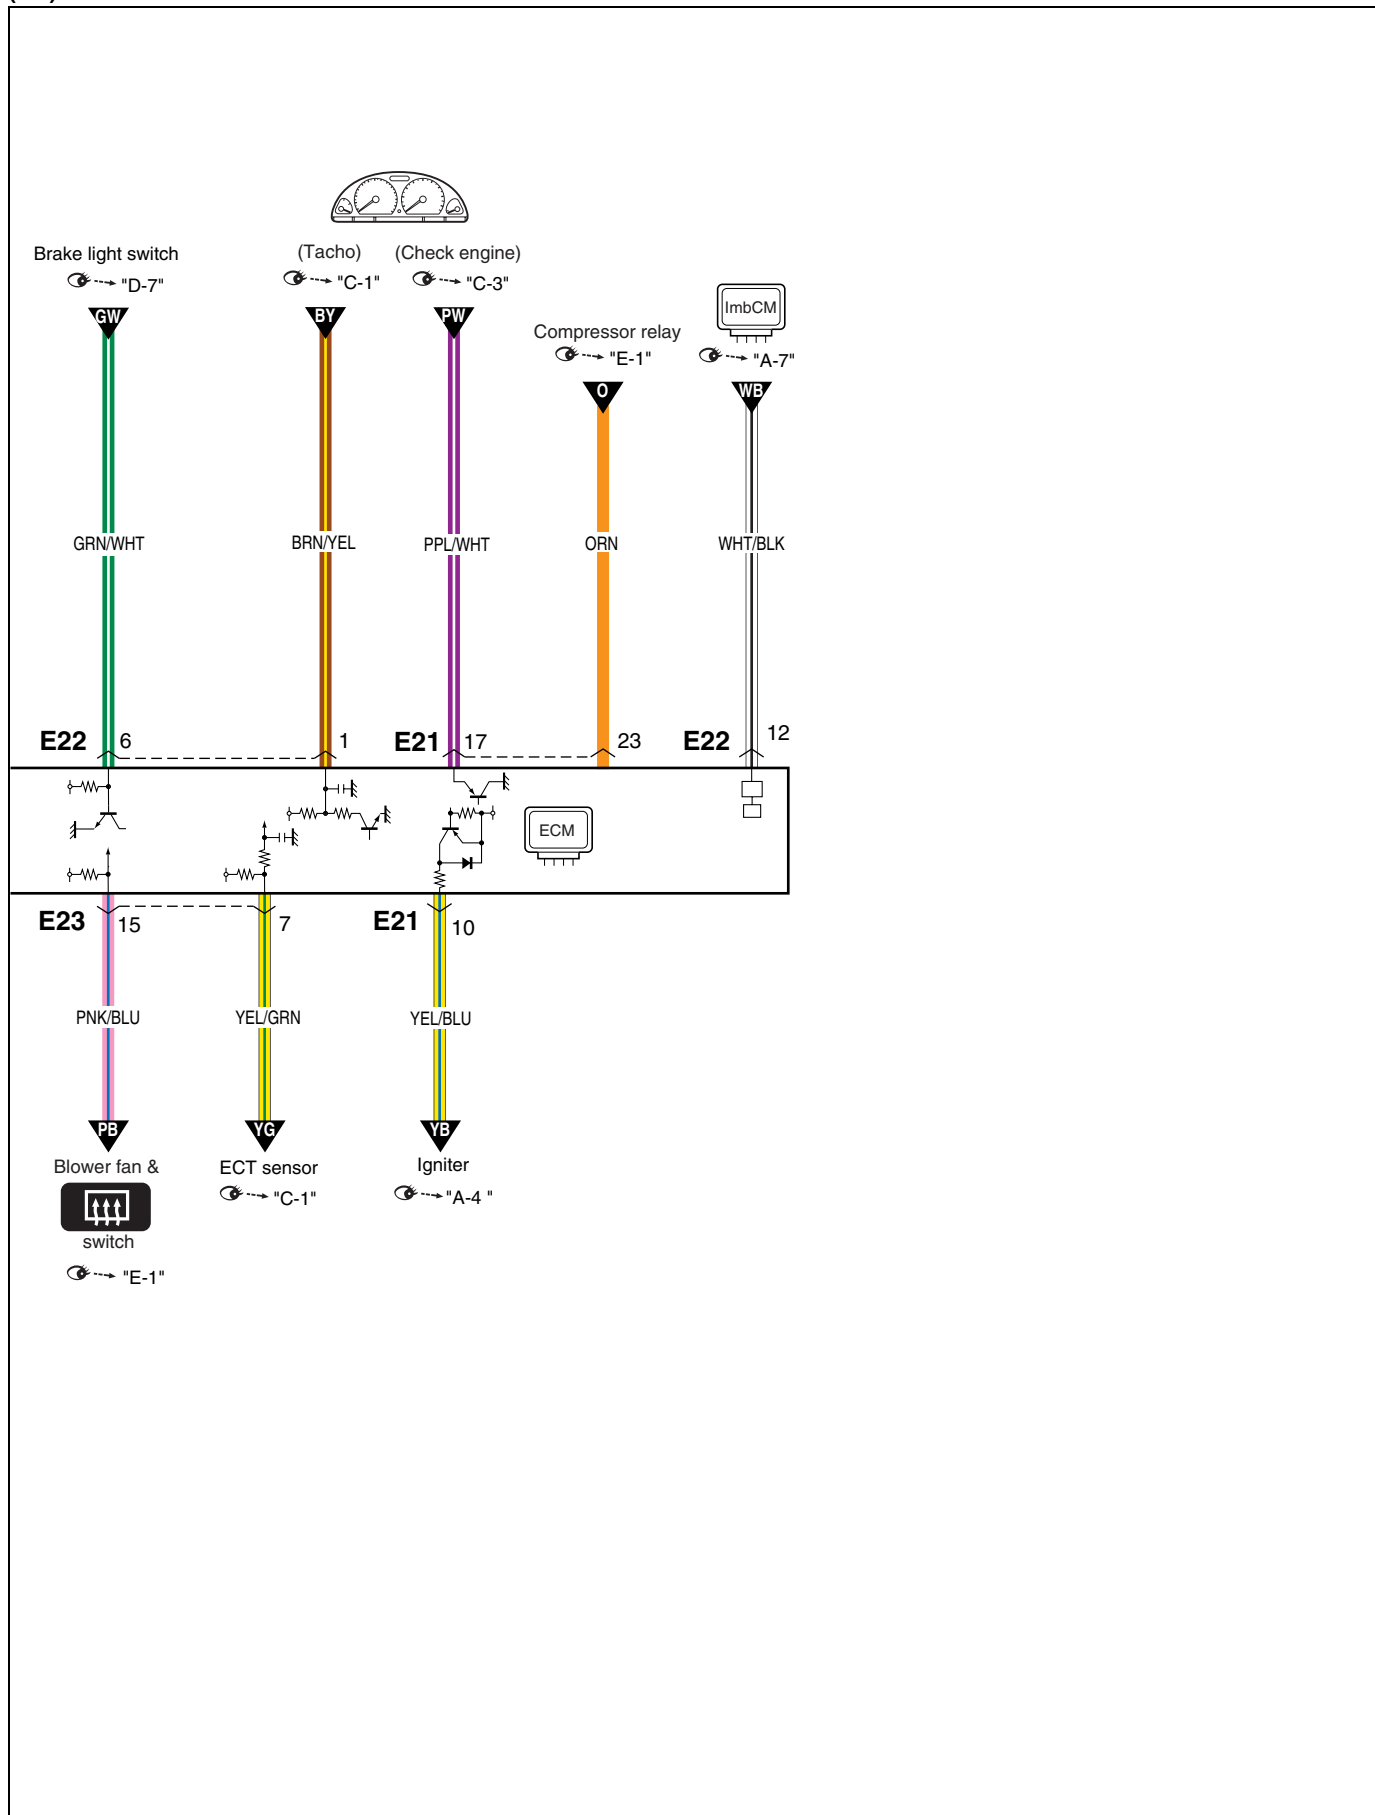 Brake light switch
"D-7"
(Tacho)
"C-1"
(Check engine)
"C-3"
ImbCM
Compressor relay
"E-1"
"A-7"
GW
BY
PW
O
WB
GRN/WHT
BRN/YEL
PPL/WHT
ORN
WHT/BLK
E22
6
1
E21
17
23
E22
12
ECM
E23
15
7
E21
10
PNK/BLU
YEL/GRN
YEL/BLU
PB
YG
YB
Blower fan &
switch
"E-1"
ECT sensor
"C-1"
Igniter
"A-4 "